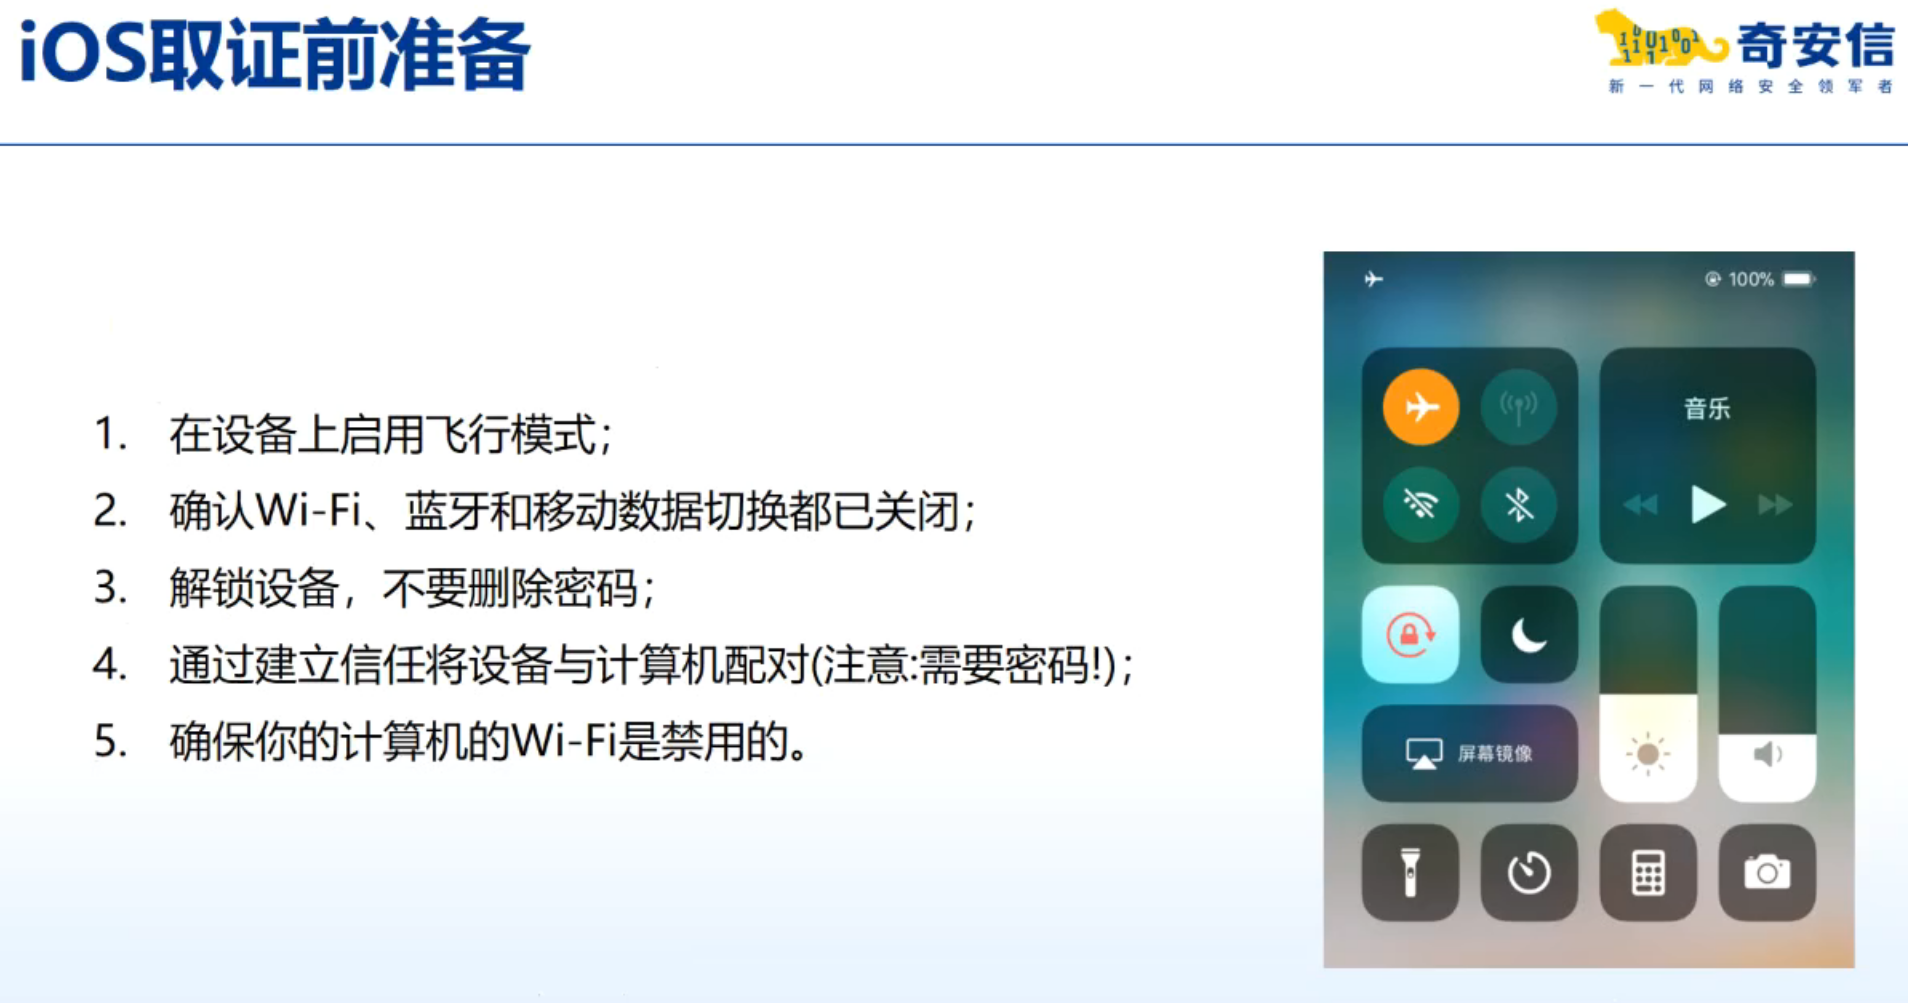 iOS取证前准备
奇安信
新一代网络安全领军者
1. 在设备上启用飞行模式；
2. 确认Wi-Fi、蓝牙和移动数据切换都已关闭；
3. 解锁设备，不要删除密码；
4. 通过建立信任将设备与计算机配对(注意:需要密码!)；
5. 确保你的计算机的Wi-Fi是禁用的。
100%
音乐
屏幕镜像